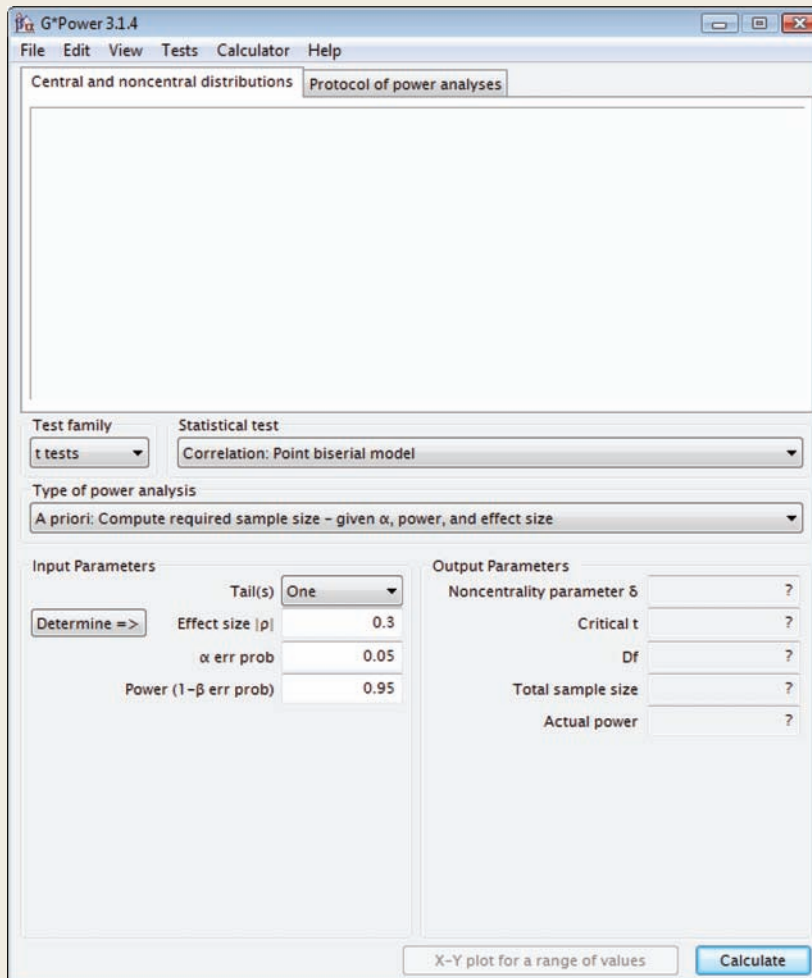 G*Power 3.1.4
File Edit View Tests Calculator Help
Central and noncentral distributions Protocol of power analyses
Test family Statistical test
t tests Correlation: Point biserial model
Type of power analysis
A priori: Compute required sample size – given α, power, and effect size
Input Parameters Output Parameters
Tail(s) One Noncentrality parameter δ ?
Determine => Effect size |ρ| 0.3 Critical t ?
α err prob 0.05 Df ?
Power (1–β err prob) 0.95 Total sample size ?
Actual power ?
X–Y plot for a range of values Calculate